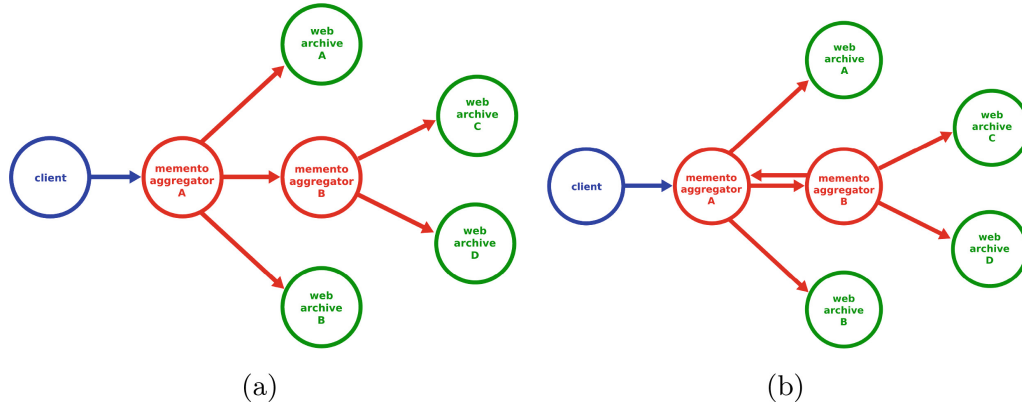 web
archive
A
web
archive
C
client
memento
aggregator
A
memento
aggregator
B
web
archive
D
web
archive
B
(a)
web
archive
A
web
archive
C
client
memento
aggregator
A
memento
aggregator
B
web
archive
D
web
archive
B
(b)